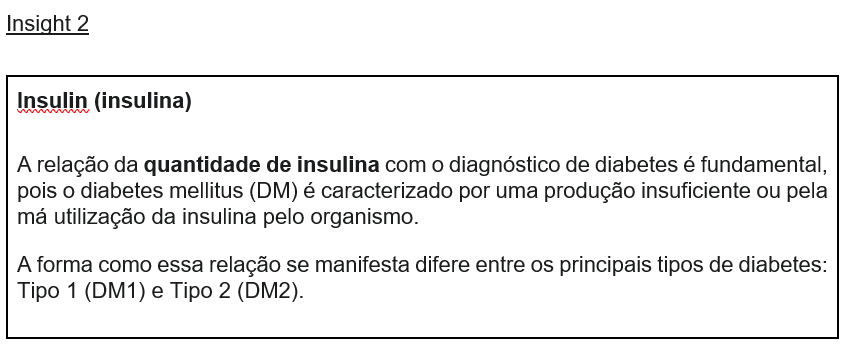 Insight 2
Insulin (insulina)
A relação da quantidade de insulina com o diagnóstico de diabetes é fundamental,
pois o diabetes mellitus (DM) é caracterizado por uma produção insuficiente ou pela
má utilização da insulina pelo organismo.
A forma como essa relação se manifesta difere entre os principais tipos de diabetes:
Tipo 1 (DM1) e Tipo 2 (DM2).